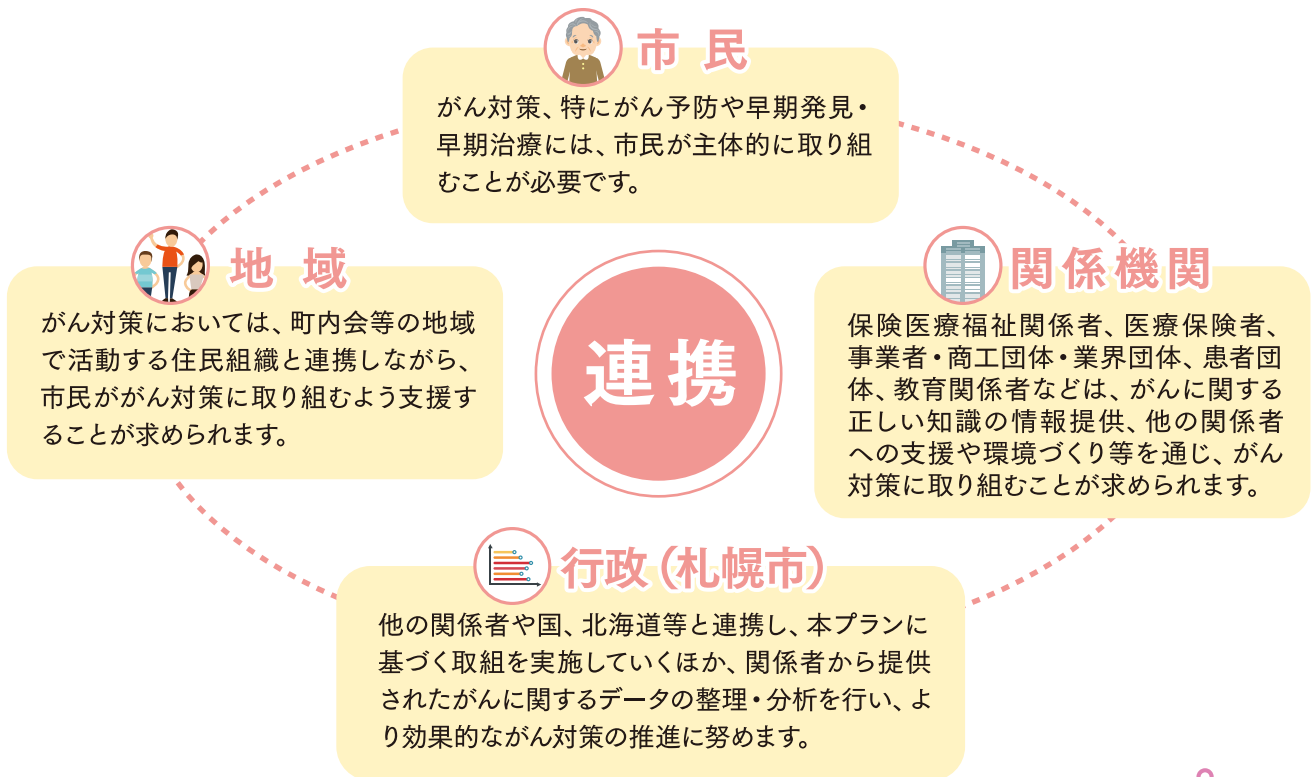 市民
がん対策、特にがん予防や早期発見・
早期治療には、市民が主体的に取り組
むことが必要です。
地域
がん対策においては、町内会等の地域
で活動する住民組織と連携しながら、
市民ががん対策に取り組むよう支援す
ることが求められます。
連携
関係機関
保険医療福祉関係者、医療保険者、
事業者・商工団体・業界団体、患者団
体、教育関係者などは、がんに関する
正しい知識の情報提供、他の関係者
への支援や環境づくり等を通じ、がん
対策に取り組むことが求められます。
行政(札幌市)
他の関係者や国、北海道等と連携し、本プランに
基づく取組を実施していくほか、関係者から提供
されたがんに関するデータの整理・分析を行い、よ
り効果的ながん対策の推進に努めます。